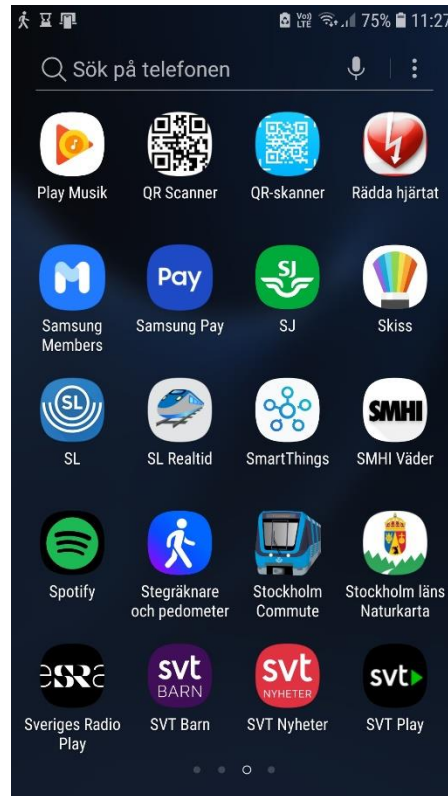 Vo))
LTE
75%
11:27
Sök på telefonen
Play Musik
QR Scanner
QR-skanner
Rädda hjärtat
Pay
SJ
Samsung
Members
Samsung Pay
SJ
Skiss
SL
SMHI
SL
SL Realtid
SmartThings
SMHI Väder
Spotify
Stegräknare
och pedometer
Stockholm
Commute
Stockholm läns
Naturkarta
svt
BARN
svt
NYHETER
svt
Sveriges Radio
Play
SVT Barn
SVT Nyheter
SVT Play